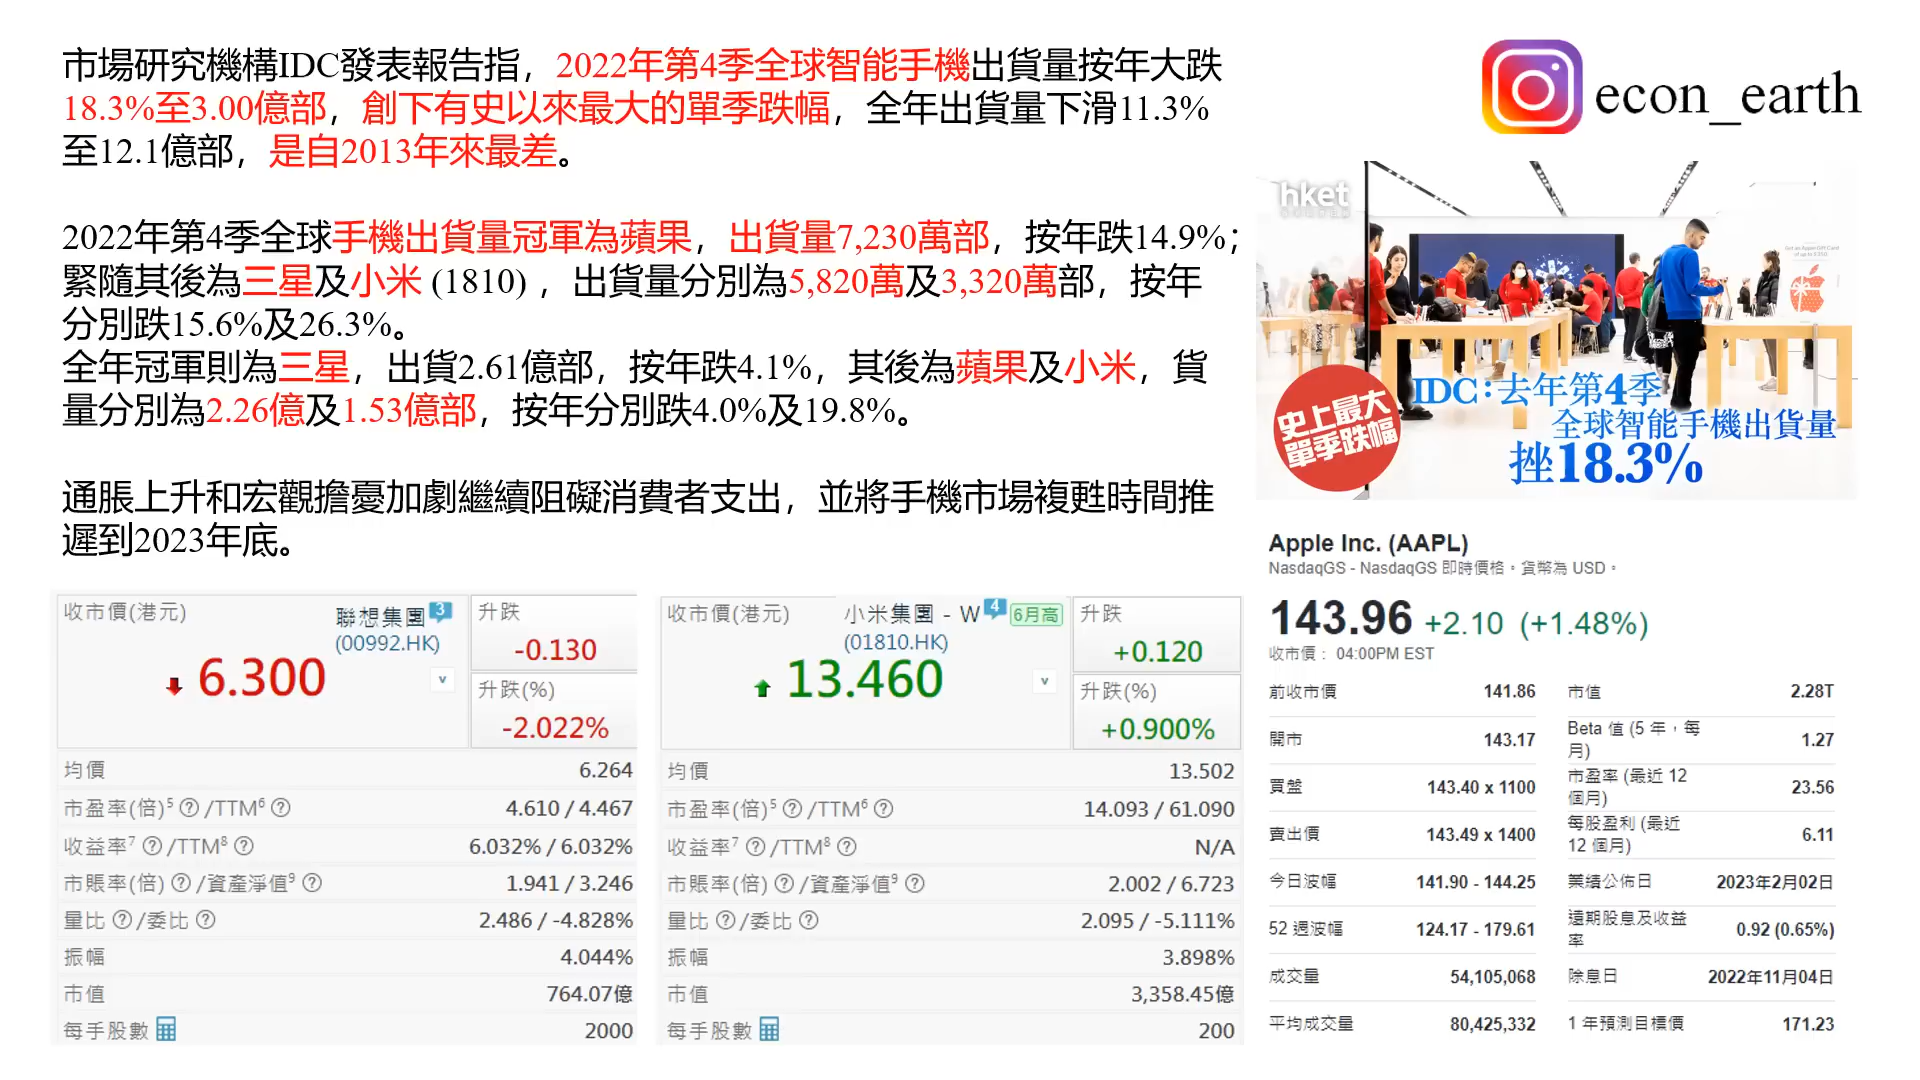 市場研究機構IDC發表報告指，2022年第4季全球智能手機出貨量按年大跌
18.3%至3.00億部，創下有史以來最大的單季跌幅，全年出貨量下滑11.3%
至12.1億部，是自2013年來最差。
2022年第4季全球手機出貨量冠軍為蘋果，出貨量7,230萬部，按年跌14.9%；
緊隨其後為三星及小米 (1810) ，出貨量分別為5,820萬及3,320萬部，按年
分別跌15.6%及26.3%。
全年冠軍則為三星，出貨2.61億部，按年跌4.1%，其後為蘋果及小米，貨
量分別為2.26億及1.53億部，按年分別跌4.0%及19.8%。
通脹上升和宏觀擔憂加劇繼續阻礙消費者支出，並將手機市場複甦時間推
遲到2023年底。
econ_earth
hket
史上最大
單季跌幅
IDC：去年第4季
全球智能手機出貨量
挫18.3%
收市價(港元)
聯想集團 3
(00992.HK)
6.300
升跌
-0.130
升跌(%)
-2.022%
均價 6.264
市盈率(倍)5 /TTM6 4.610 / 4.467
收益率7 /TTM8 6.032% / 6.032%
市賬率(倍) /資產淨值9 1.941 / 3.246
量比 /委比 2.486 / -4.828%
振幅 4.044%
市值 764.07億
每手股數 2000
收市價(港元)
小米集團 - W 4 6月高
(01810.HK)
13.460
升跌
+0.120
升跌(%)
+0.900%
均價 13.502
市盈率(倍)5 /TTM6 14.093 / 61.090
收益率7 /TTM8 N/A
市賬率(倍) /資產淨值9 2.002 / 6.723
量比 /委比 2.095 / -5.111%
振幅 3.898%
市值 3,358.45億
每手股數 200
Apple Inc. (AAPL)
NasdaqGS - NasdaqGS 即時價格。貨幣為 USD。
143.96 +2.10 (+1.48%)
收市價： 04:00PM EST
前收市價 141.86
開市 143.17
買盤 143.40 x 1100
賣出價 143.49 x 1400
今日波幅 141.90 - 144.25
52 週波幅 124.17 - 179.61
成交量 54,105,068
平均成交量 80,425,332
市值 2.28T
Beta 值 (5 年，每
月) 1.27
市盈率 (最近 12
個月) 23.56
每股盈利 (最近
12 個月) 6.11
業績公佈日 2023年2月02日
遠期股息及收益
率 0.92 (0.65%)
除息日 2022年11月04日
1 年預測目標價 171.23